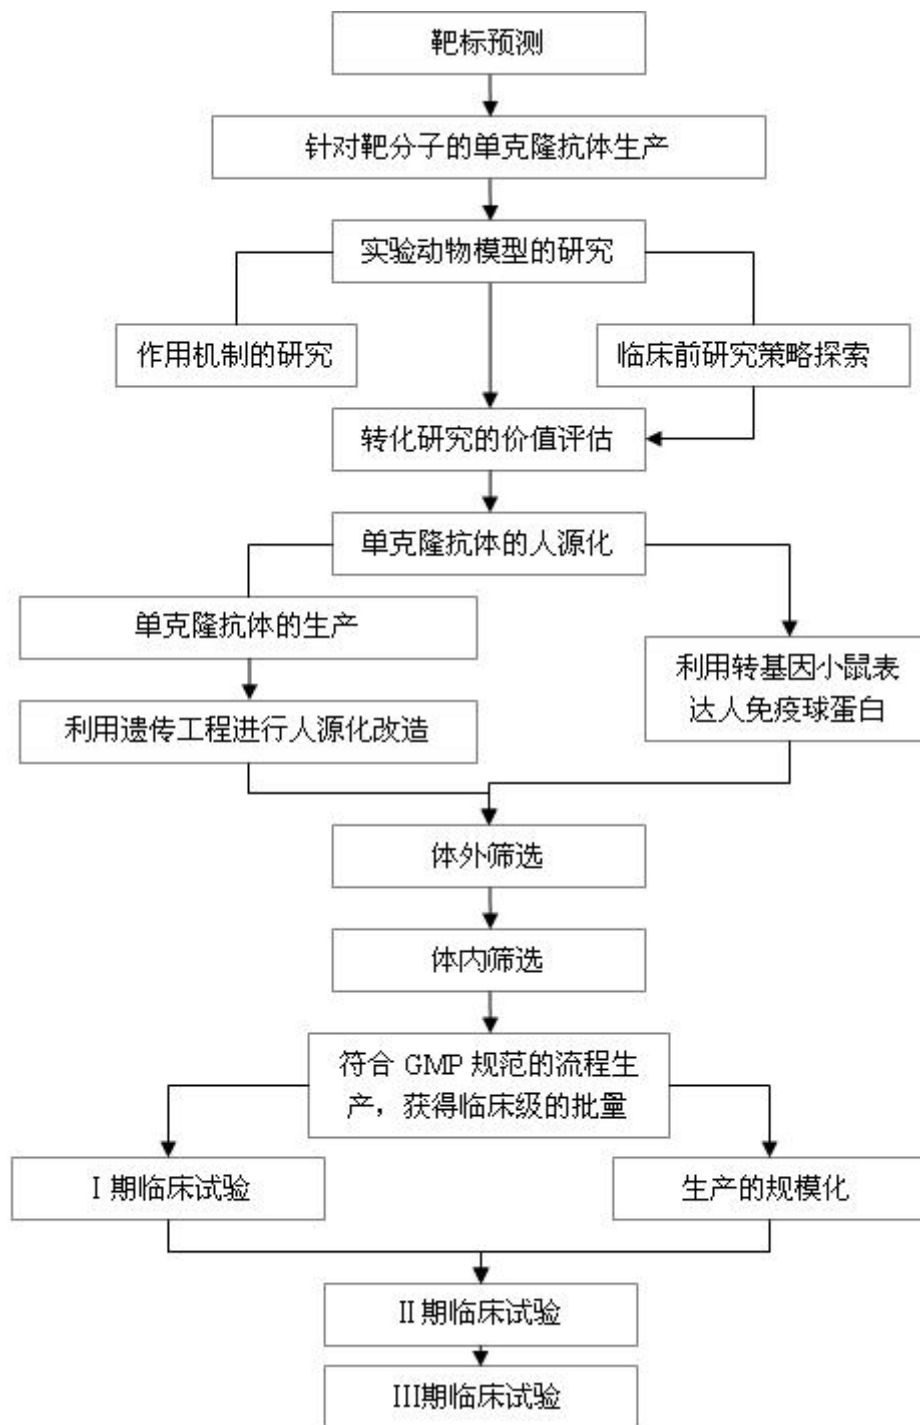 靶标预测
针对靶分子的单克隆抗体生产
实验动物模型的研究
作用机制的研究
临床前研究策略探索
转化研究的价值评估
单克隆抗体的人源化
单克隆抗体的生产
利用转基因小鼠表
达人免疫球蛋白
利用遗传工程进行人源化改造
体外筛选
体内筛选
符合 GMP 规范的流程生
产，获得临床级的批量
I 期临床试验
生产的规模化
II 期临床试验
III期临床试验